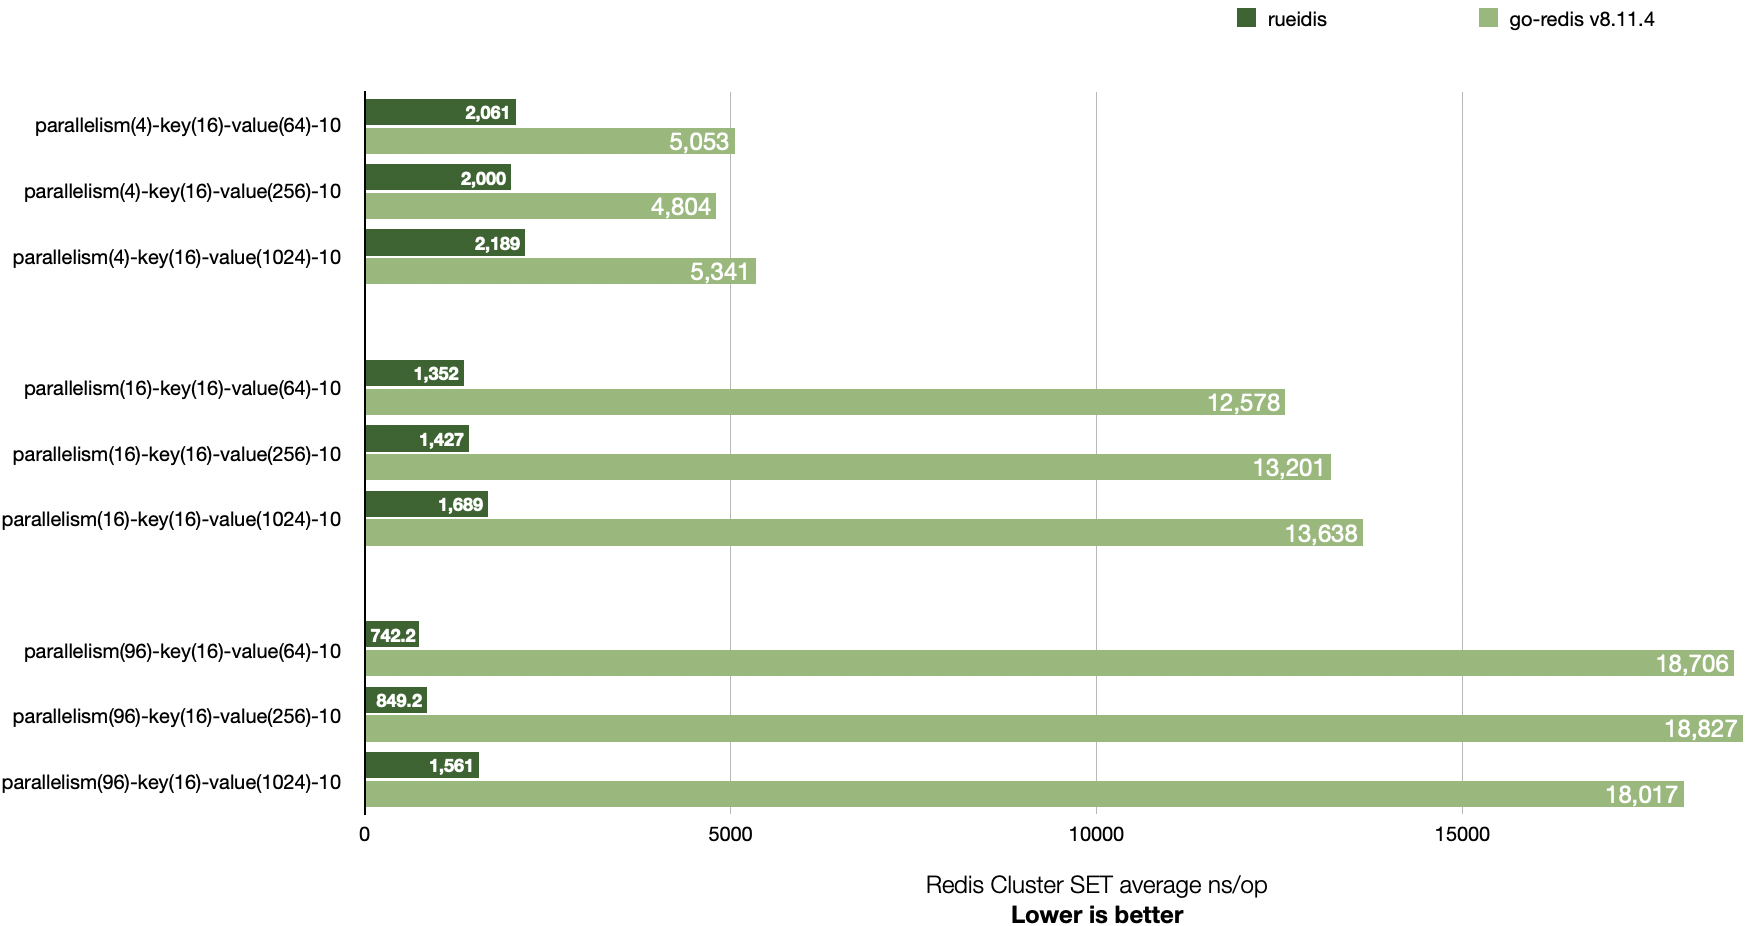 rueidis
go-redis v8.11.4
parallelism(4)-key(16)-value(64)-10
2,061
5,053
parallelism(4)-key(16)-value(256)-10
2,000
4,804
parallelism(4)-key(16)-value(1024)-10
2,189
5,341
parallelism(16)-key(16)-value(64)-10
1,352
12,578
parallelism(16)-key(16)-value(256)-10
1,427
13,201
parallelism(16)-key(16)-value(1024)-10
1,689
13,638
parallelism(96)-key(16)-value(64)-10
742.2
18,706
parallelism(96)-key(16)-value(256)-10
849.2
18,827
parallelism(96)-key(16)-value(1024)-10
1,561
18,017
0 5000 10000 15000
Redis Cluster SET average ns/op
Lower is better